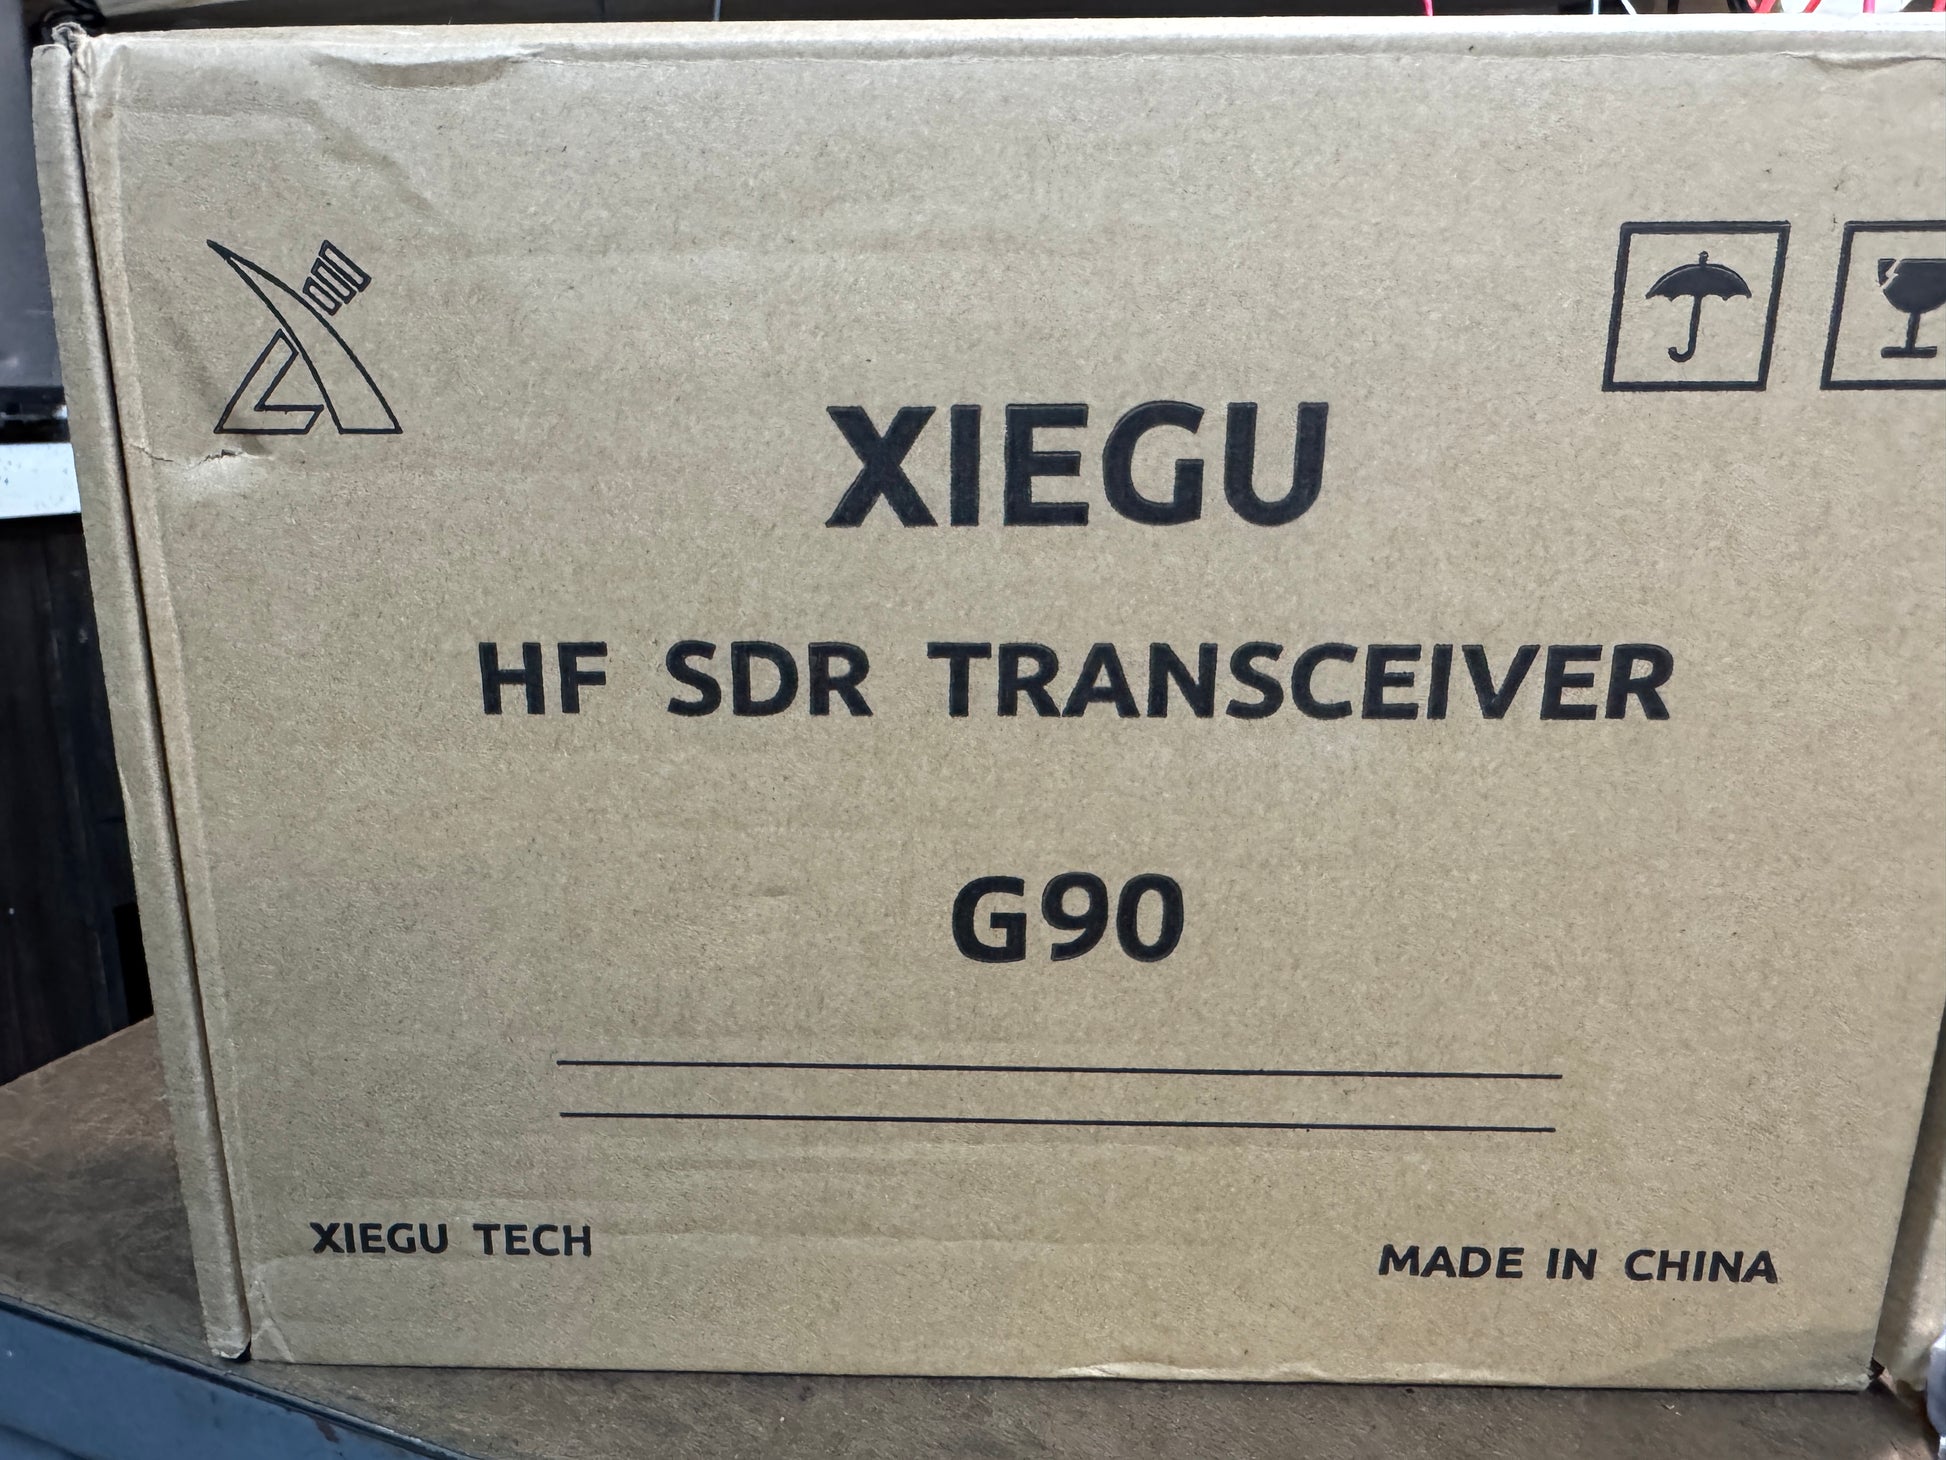 XIEGU
HF SDR TRANSCEIVER
G90
XIEGU TECH
MADE IN CHINA